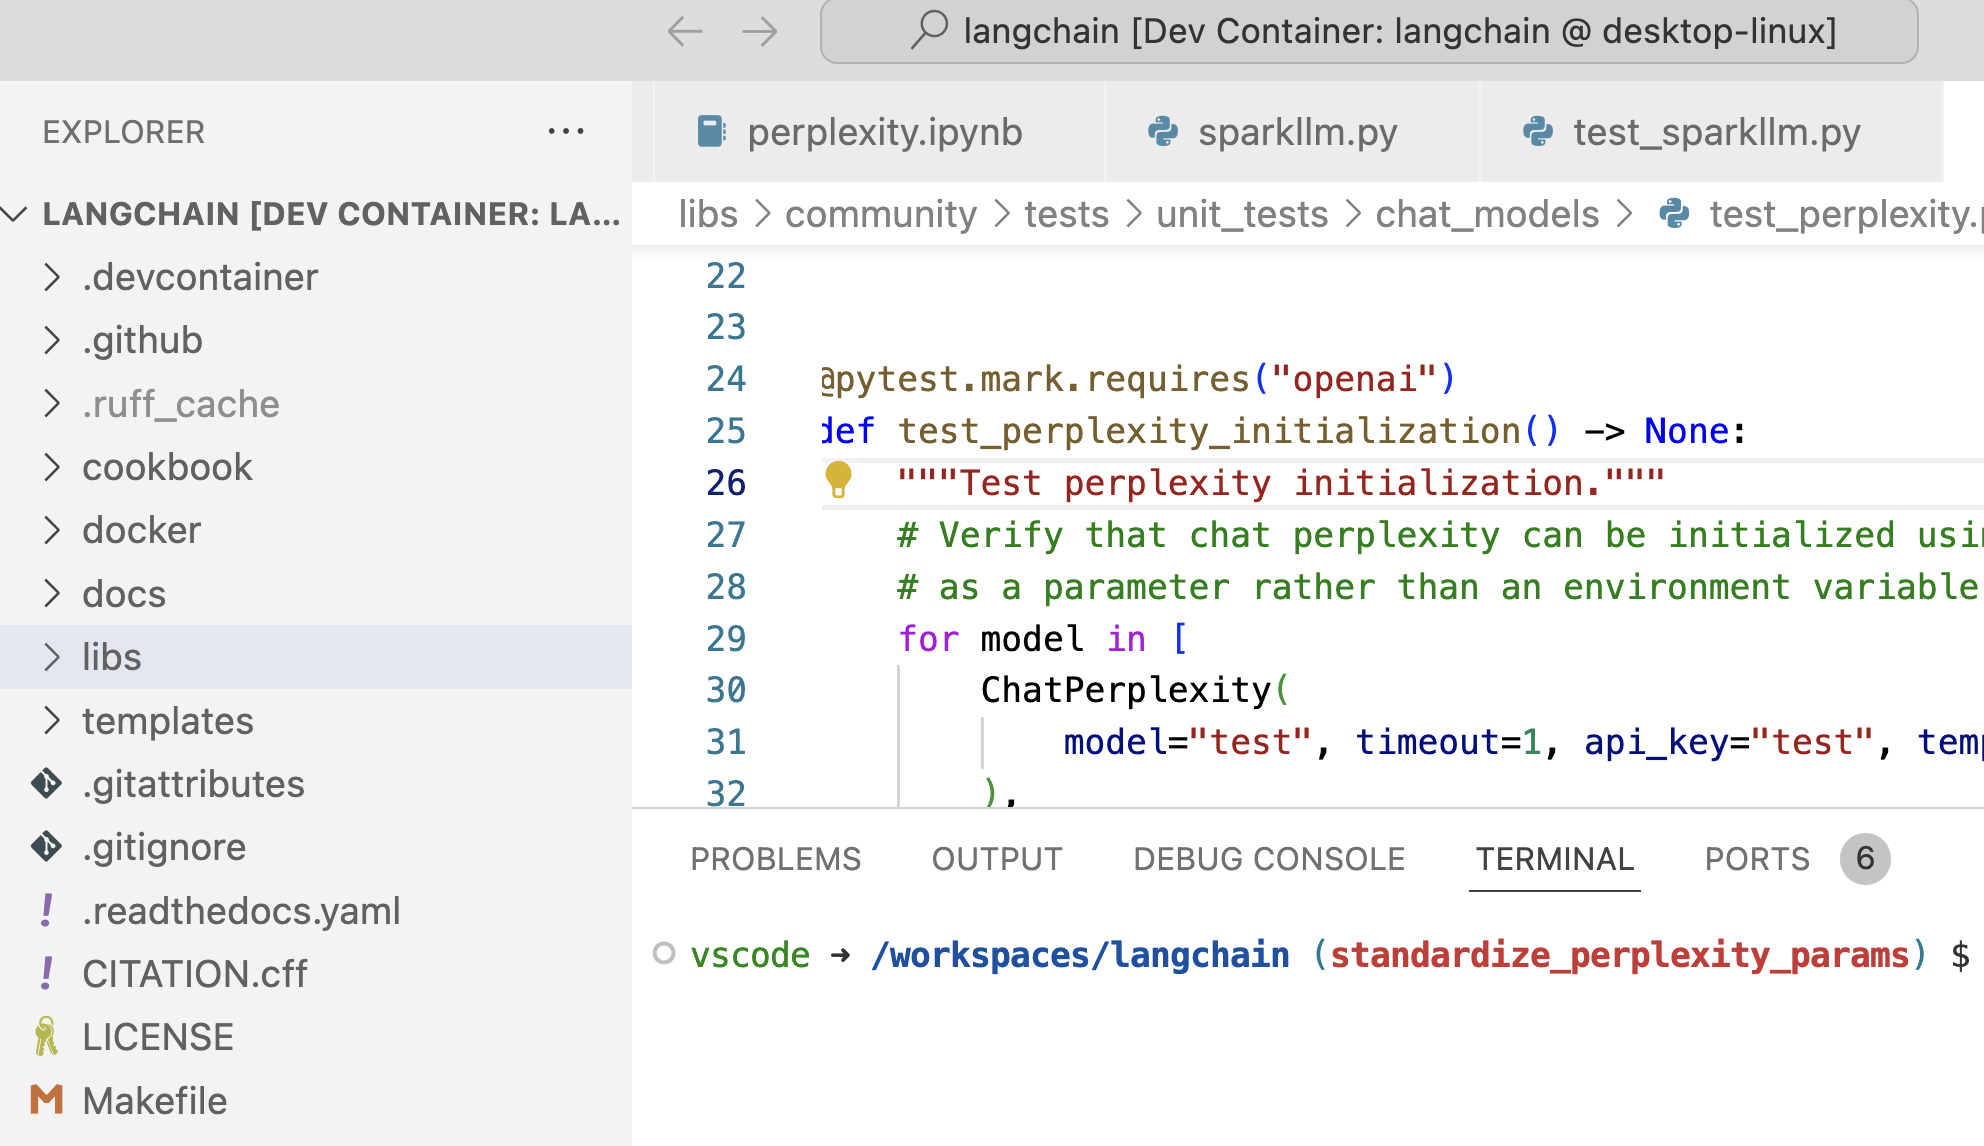 langchain [Dev Container: langchain @ desktop-linux]
EXPLORER
LANGCHAIN [DEV CONTAINER: LA...
.devcontainer
.github
.ruff_cache
cookbook
docker
docs
libs
templates
.gitattributes
.gitignore
.readthedocs.yaml
CITATION.cff
LICENSE
Makefile
perplexity.ipynb
sparkllm.py
test_sparkllm.py
libs > community > tests > unit_tests > chat_models > test_perplexity.p
22
23
24 @pytest.mark.requires("openai")
25 def test_perplexity_initialization() -> None:
26 """Test perplexity initialization."""
27 # Verify that chat perplexity can be initialized usin
28 # as a parameter rather than an environment variable
29 for model in [
30 ChatPerplexity(
31 model="test", timeout=1, api_key="test", temp
32 ),
PROBLEMS OUTPUT DEBUG CONSOLE TERMINAL PORTS 6
vscode ➜ /workspaces/langchain (standardize_perplexity_params) $